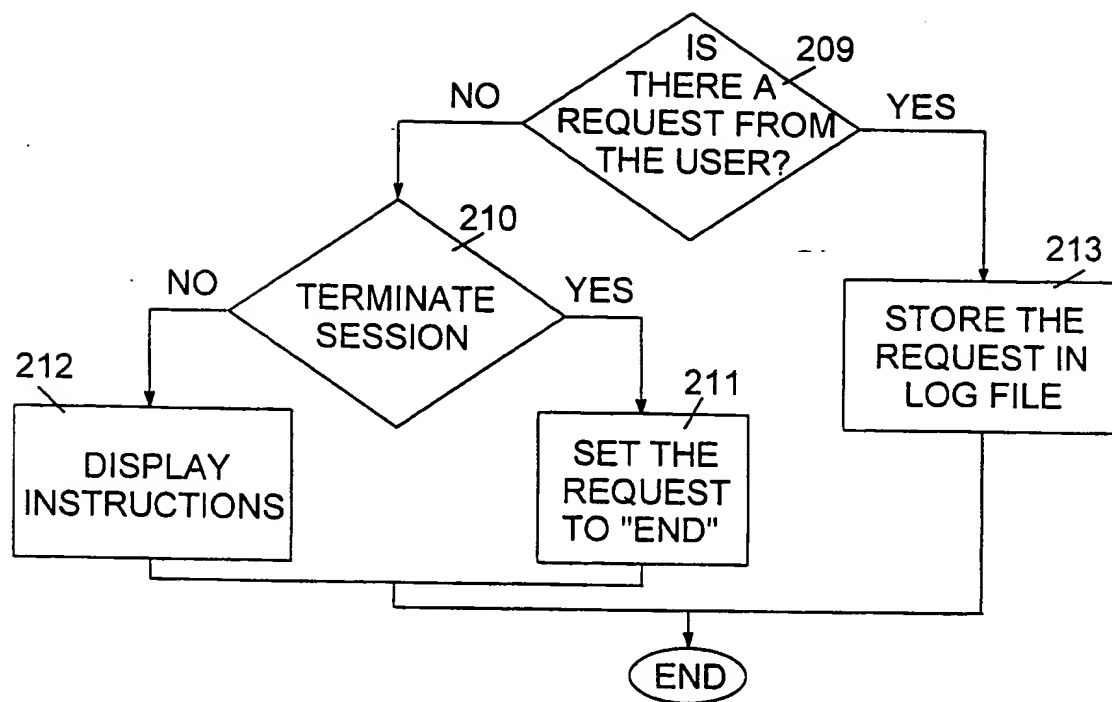 IS
THERE A
REQUEST FROM
THE USER?
209
NO
YES
210
TERMINATE
SESSION
NO
YES
213
STORE THE
REQUEST IN
LOG FILE
212
DISPLAY
INSTRUCTIONS
211
SET THE
REQUEST
TO "END"
END